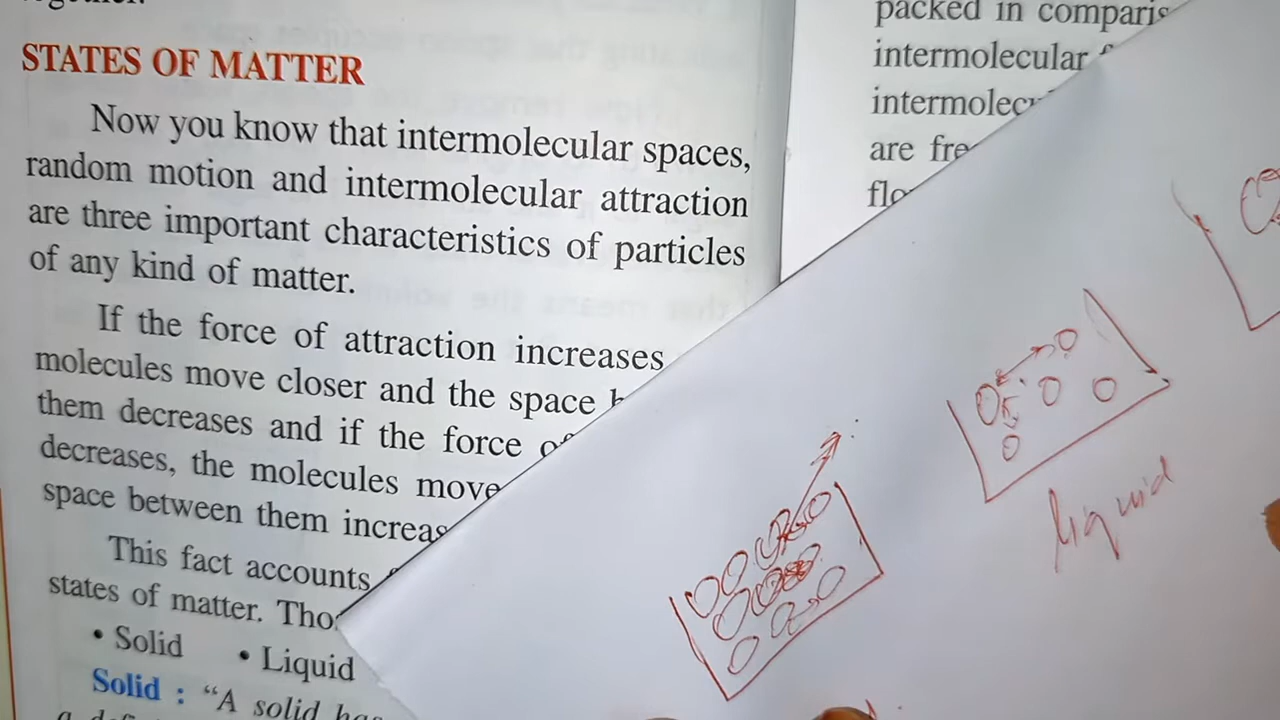 STATES OF MATTER
Now you know that intermolecular spaces,
random motion and intermolecular attraction
are three important characteristics of particles
of any kind of matter.
If the force of attraction increases
molecules move closer and the space
them decreases and if the force
decreases, the molecules move
space between them increas
This fact accounts
states of matter.
• Solid • Liquid
Solid : “A solid
packed in comparis
intermolecular
intermolec
are
liquid